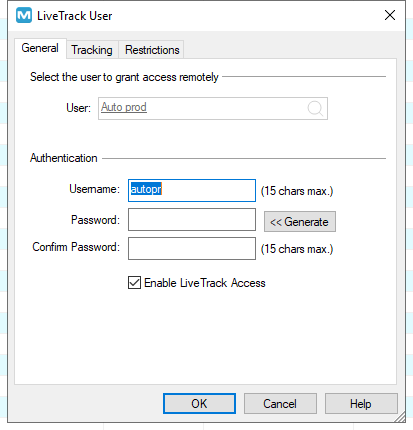 M LiveTrack User
General Tracking Restrictions
Select the user to grant access remotely
User: Auto prod
Authentication
Username: autopr (15 chars max.)
Password: << Generate
Confirm Password: (15 chars max.)
Enable LiveTrack Access
OK Cancel Help